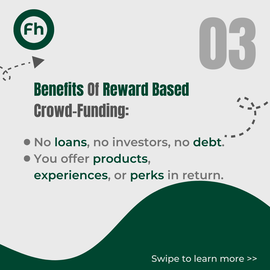 Fh
03
Benefits Of Reward Based
Crowd-Funding:
No loans, no investors, no debt.
You offer products,
experiences, or perks in return.
Swipe to learn more >>